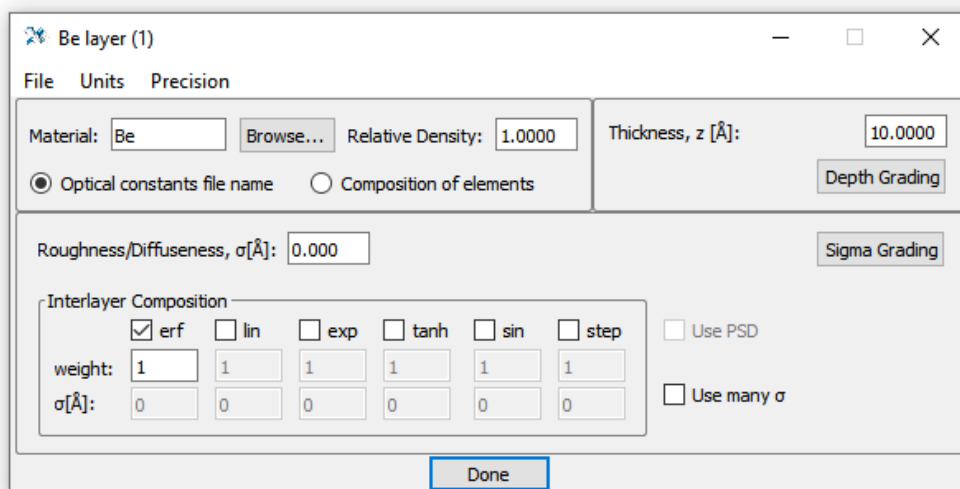 Be layer (1)
File Units Precision
Material: Be Browse... Relative Density: 1.0000
Optical constants file name Composition of elements
Thickness, z [Å]: 10.0000
Depth Grading
Roughness/Diffuseness, σ[Å]: 0.000
Sigma Grading
Interlayer Composition
erf lin exp tanh sin step
weight: 1 1 1 1 1 1
σ[Å]: 0 0 0 0 0 0
Use PSD
Use many σ
Done